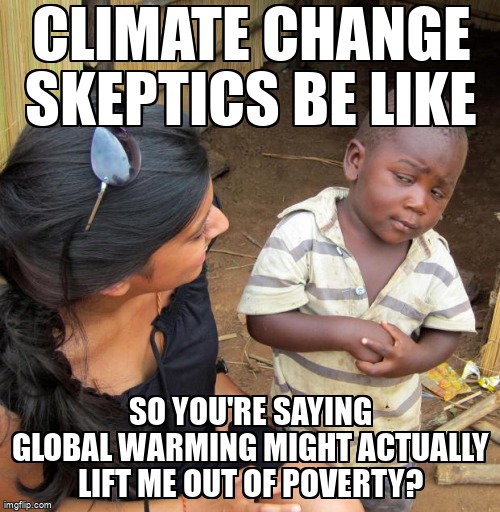 CLIMATE CHANGE
SKEPTICS BE LIKE
SO YOU'RE SAYING
GLOBAL WARMING MIGHT ACTUALLY
LIFT ME OUT OF POVERTY?
imgflip.com